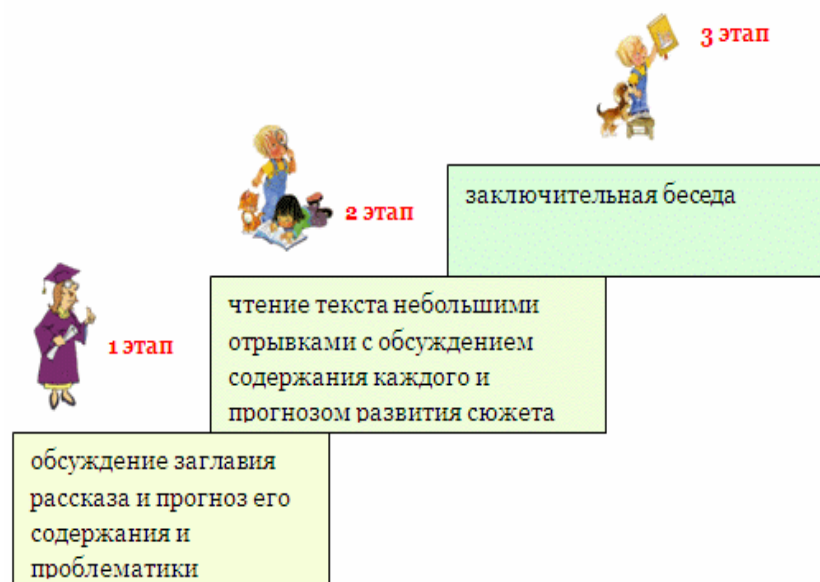 3 этап
заключительная беседа
2 этап
чтение текста небольшими
отрывками с обсуждением
содержания каждого и
прогнозом развития сюжета
1 этап
обсуждение заглавия
рассказа и прогноз его
содержания и
проблематики